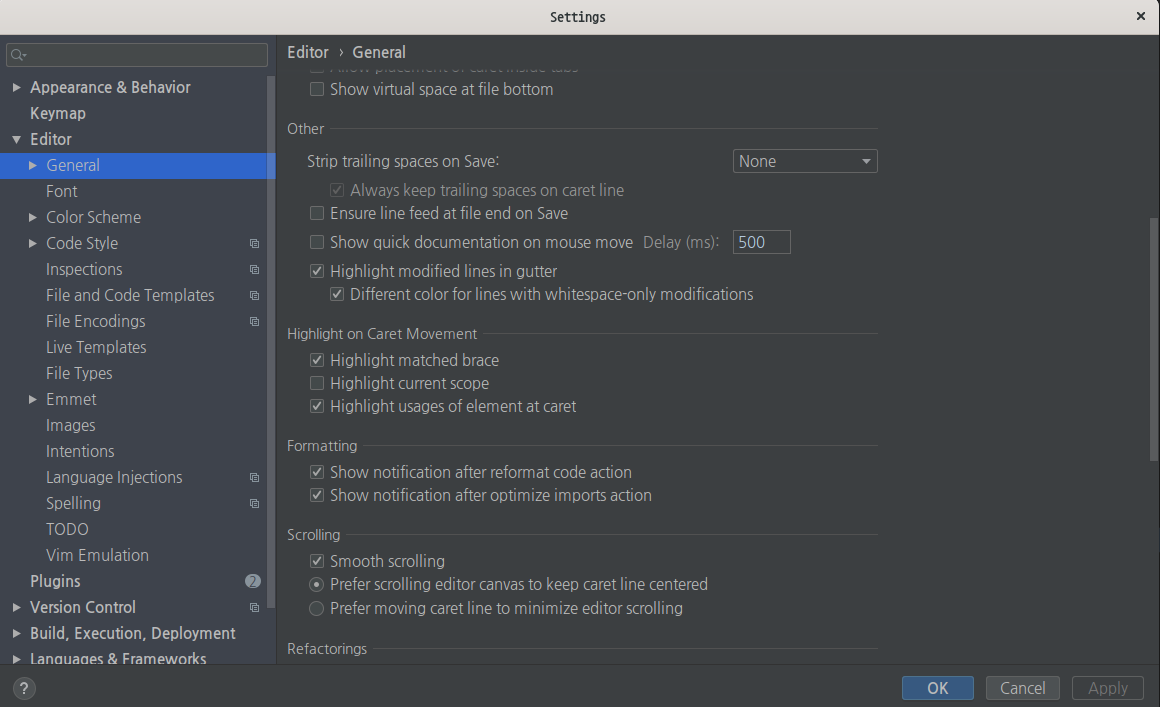 Settings
Appearance & Behavior
Keymap
Editor
General
Font
Color Scheme
Code Style
Inspections
File and Code Templates
File Encodings
Live Templates
File Types
Emmet
Images
Intentions
Language Injections
Spelling
TODO
Vim Emulation
Plugins 2
Version Control
Build, Execution, Deployment
Languages & Frameworks
Editor › General
Allow placement of caret inside tabs
Show virtual space at file bottom
Other
Strip trailing spaces on Save: None
Always keep trailing spaces on caret line
Ensure line feed at file end on Save
Show quick documentation on mouse move Delay (ms): 500
Highlight modified lines in gutter
Different color for lines with whitespace-only modifications
Highlight on Caret Movement
Highlight matched brace
Highlight current scope
Highlight usages of element at caret
Formatting
Show notification after reformat code action
Show notification after optimize imports action
Scrolling
Smooth scrolling
Prefer scrolling editor canvas to keep caret line centered
Prefer moving caret line to minimize editor scrolling
Refactorings
?
OK Cancel Apply